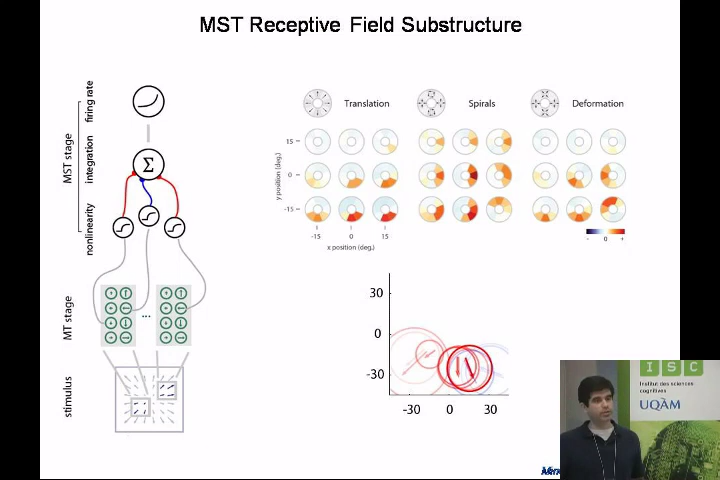 MST Receptive Field Substructure
firing rate
MST stage
integration
nonlinearity
MT stage
stimulus
Σ
...
Translation
Spirals
Deformation
y position (deg.)
15
0
-15
-15
0
15
x position (deg.)
-
0
+
30
0
-30
-30
0
30
ISC
Institut des sciences
cognitives
UQÀM